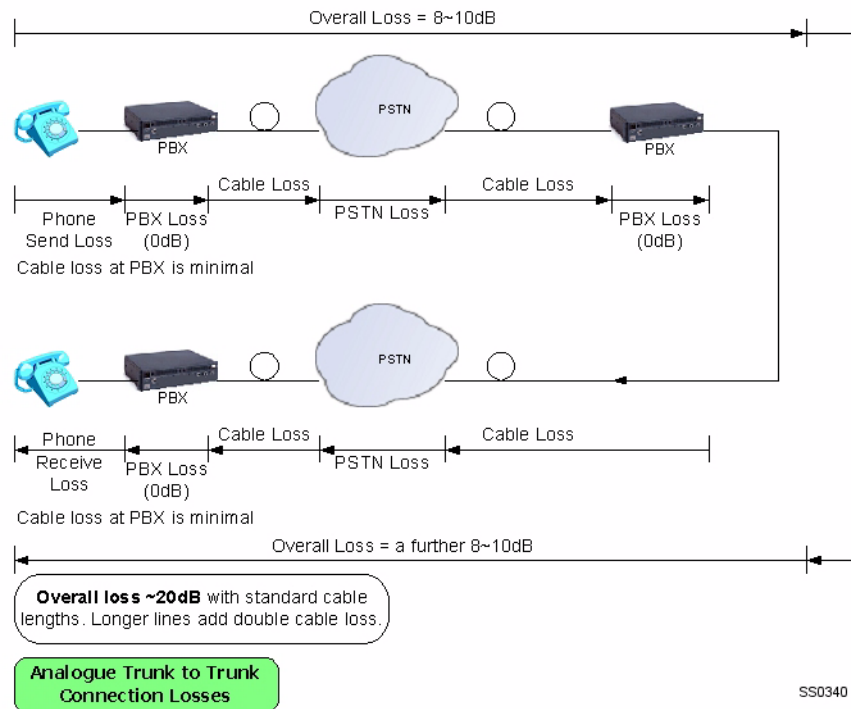 Overall Loss = 8~10dB
PSTN
PBX
PBX
Cable Loss
Cable Loss
Phone
Send Loss
PBX Loss
(0dB)
PSTN Loss
PBX Loss
(0dB)
Cable loss at PBX is minimal
PSTN
PBX
Cable Loss
Cable Loss
Phone
Receive
Loss
PBX Loss
(0dB)
PSTN Loss
Cable loss at PBX is minimal
Overall Loss = a further 8~10dB
Overall loss ~20dB with standard cable
lengths. Longer lines add double cable loss.
Analogue Trunk to Trunk
Connection Losses
SS0340